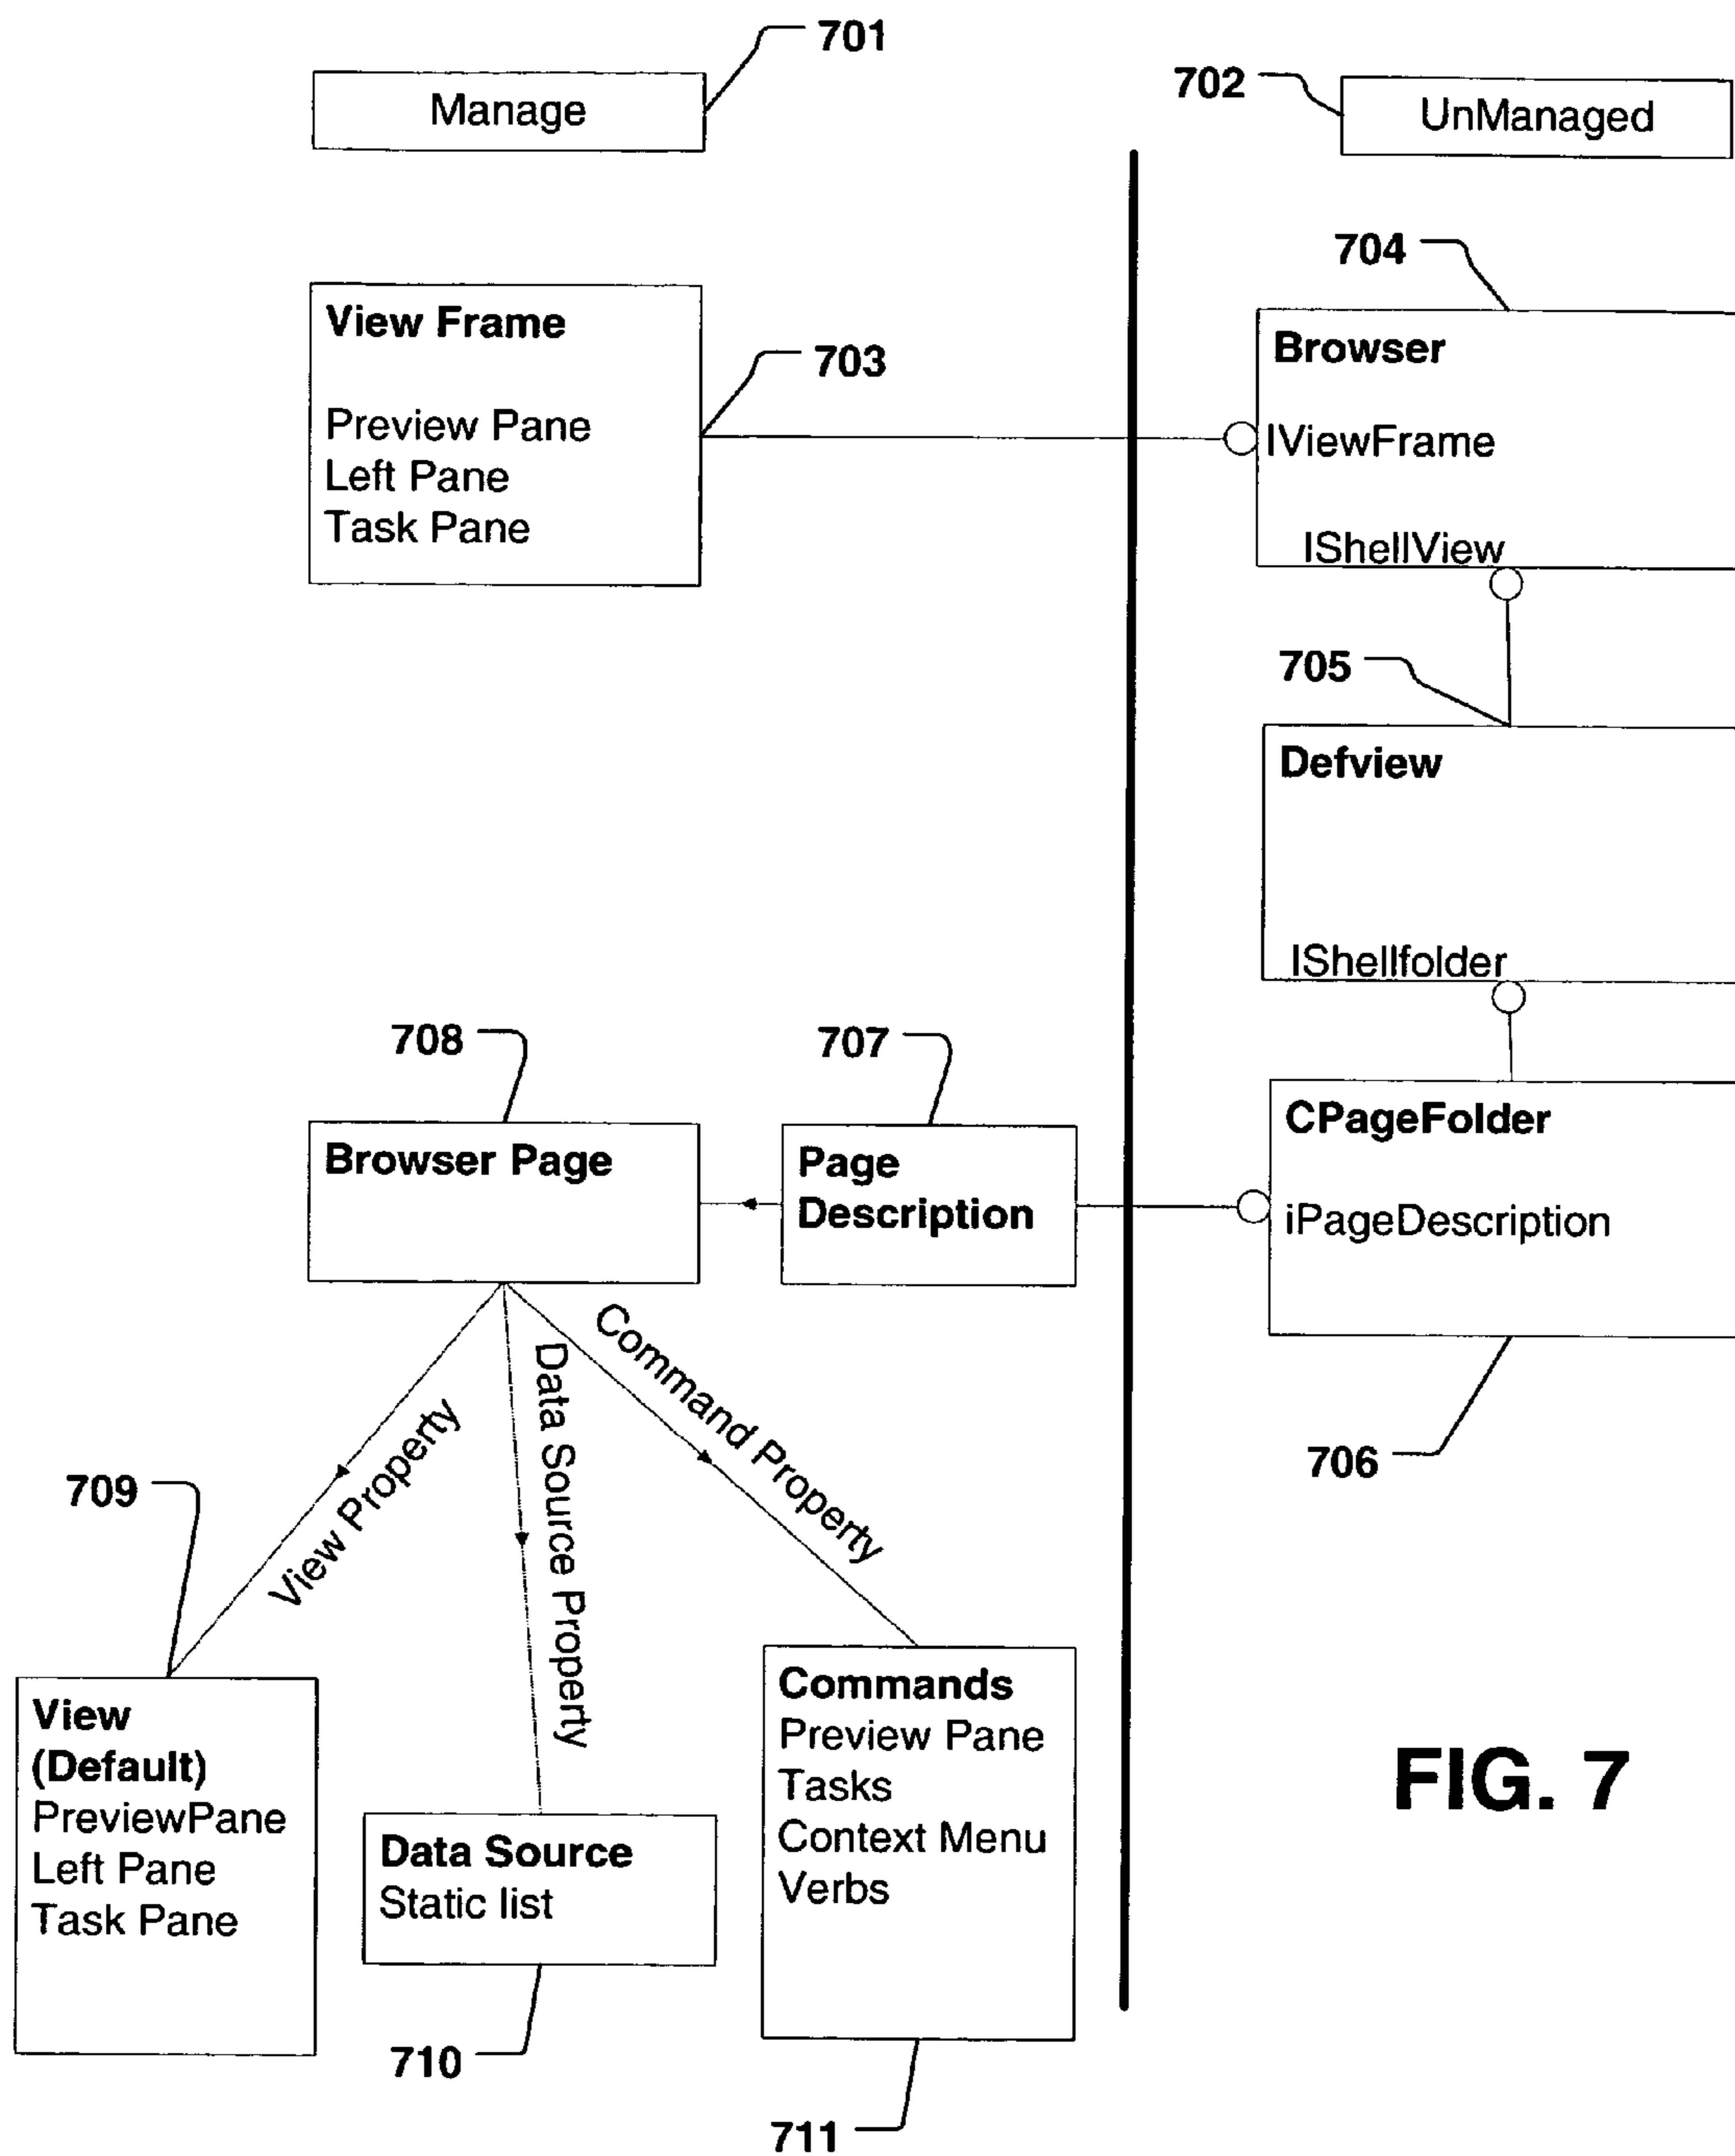 701
Manage
702
UnManaged
704
View Frame
Preview Pane
Left Pane
Task Pane
703
Browser
IViewFrame
IShellView
705
Defview
IShellfolder
708
707
Browser Page
Page
Description
CPageFolder
iPageDescription
706
View Property
Data Source Property
Command Property
709
View
(Default)
PreviewPane
Left Pane
Task Pane
Data Source
Static list
710
Commands
Preview Pane
Tasks
Context Menu
Verbs
711
FIG. 7